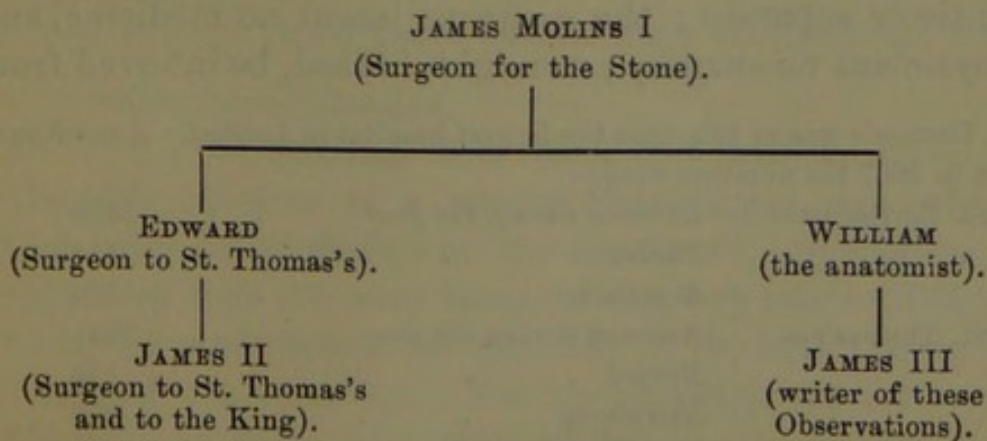 James Molins I
(Surgeon for the Stone).
Edward
(Surgeon to St. Thomas's).
William
(the anatomist).
James II
(Surgeon to St. Thomas's
and to the King).
James III
(writer of these
Observations).